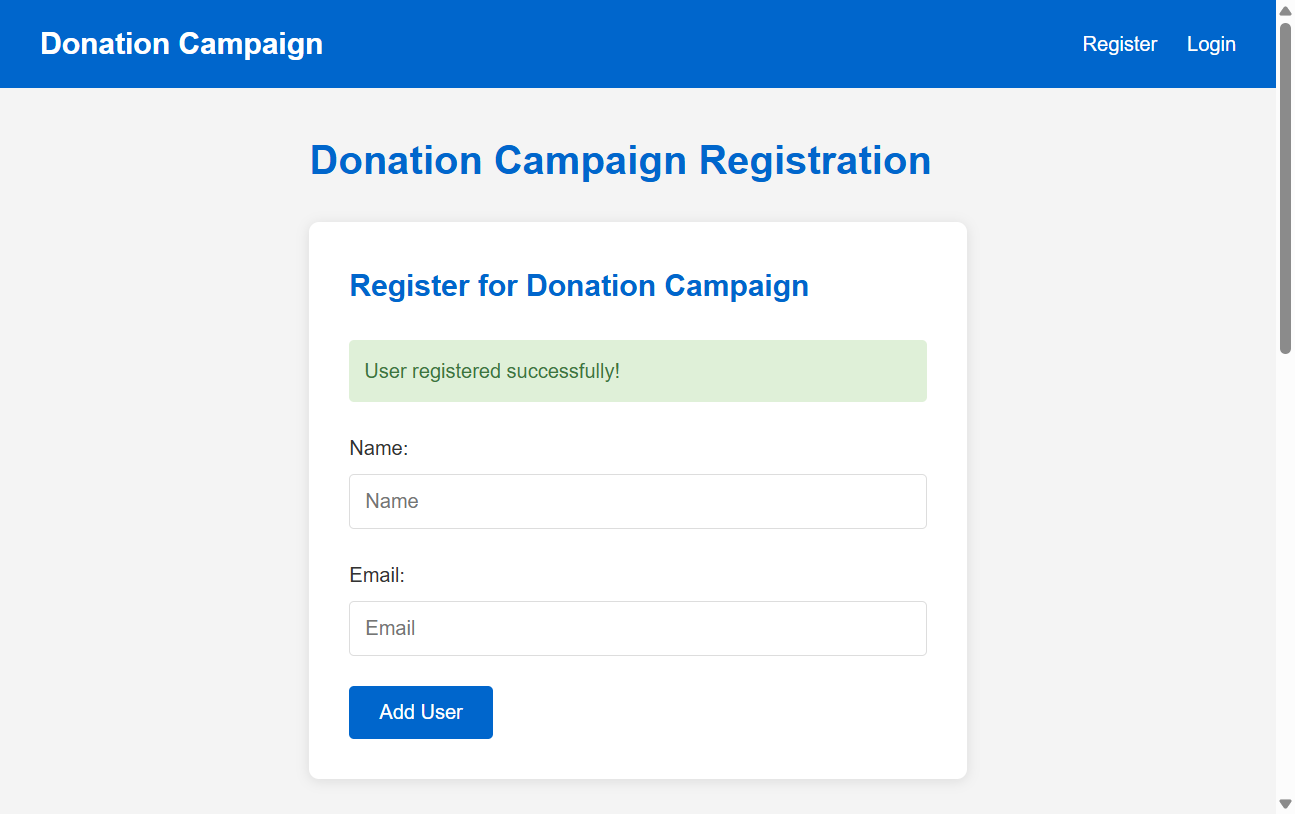 Donation Campaign
Register Login
Donation Campaign Registration
Register for Donation Campaign
User registered successfully!
Name:
Name
Email:
Email
Add User